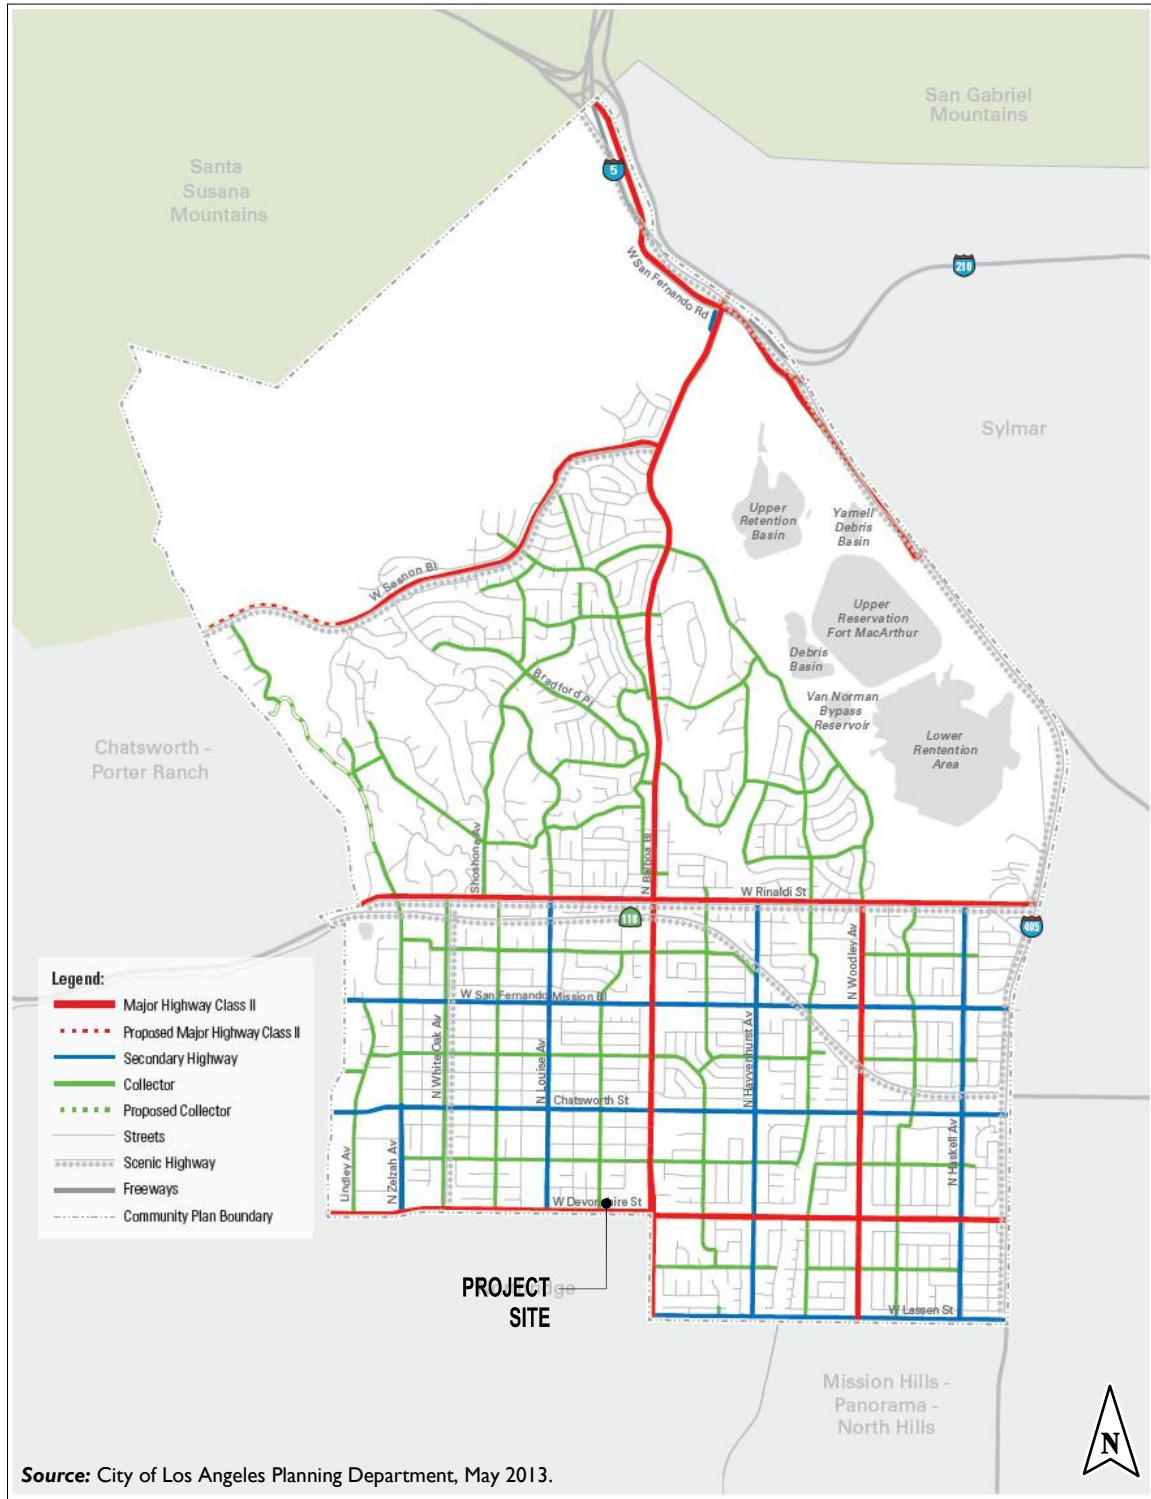 San Gabriel
Mountains
Santa
Susana
Mountains
5
210
W San Fernando Rd
Sylmar
Upper
Retention
Basin
Yarnell
Debris
Basin
W Sesnon Bl
Upper
Reservation
Fort MacArthur
Debris
Basin
Bradford Pl
Van Norman
Bypass
Reservoir
Lower
Rentention
Area
Chatsworth -
Porter Ranch
Shoshone Av
N Balboa Bl
W Rinaldi St
118
405
N Woodley Av
Legend:
Major Highway Class II
Proposed Major Highway Class II
Secondary Highway
Collector
Proposed Collector
Streets
Scenic Highway
Freeways
Community Plan Boundary
W San Fernando Mission Bl
N White Oak Av
N Louise Av
N Hayvenhurst Av
Chatsworth St
Lindley Av
N Zelzah Av
N Haskell Av
W Devonshire St
PROJECT
SITE
W Lassen St
Mission Hills -
Panorama -
North Hills
N
Source: City of Los Angeles Planning Department, May 2013.